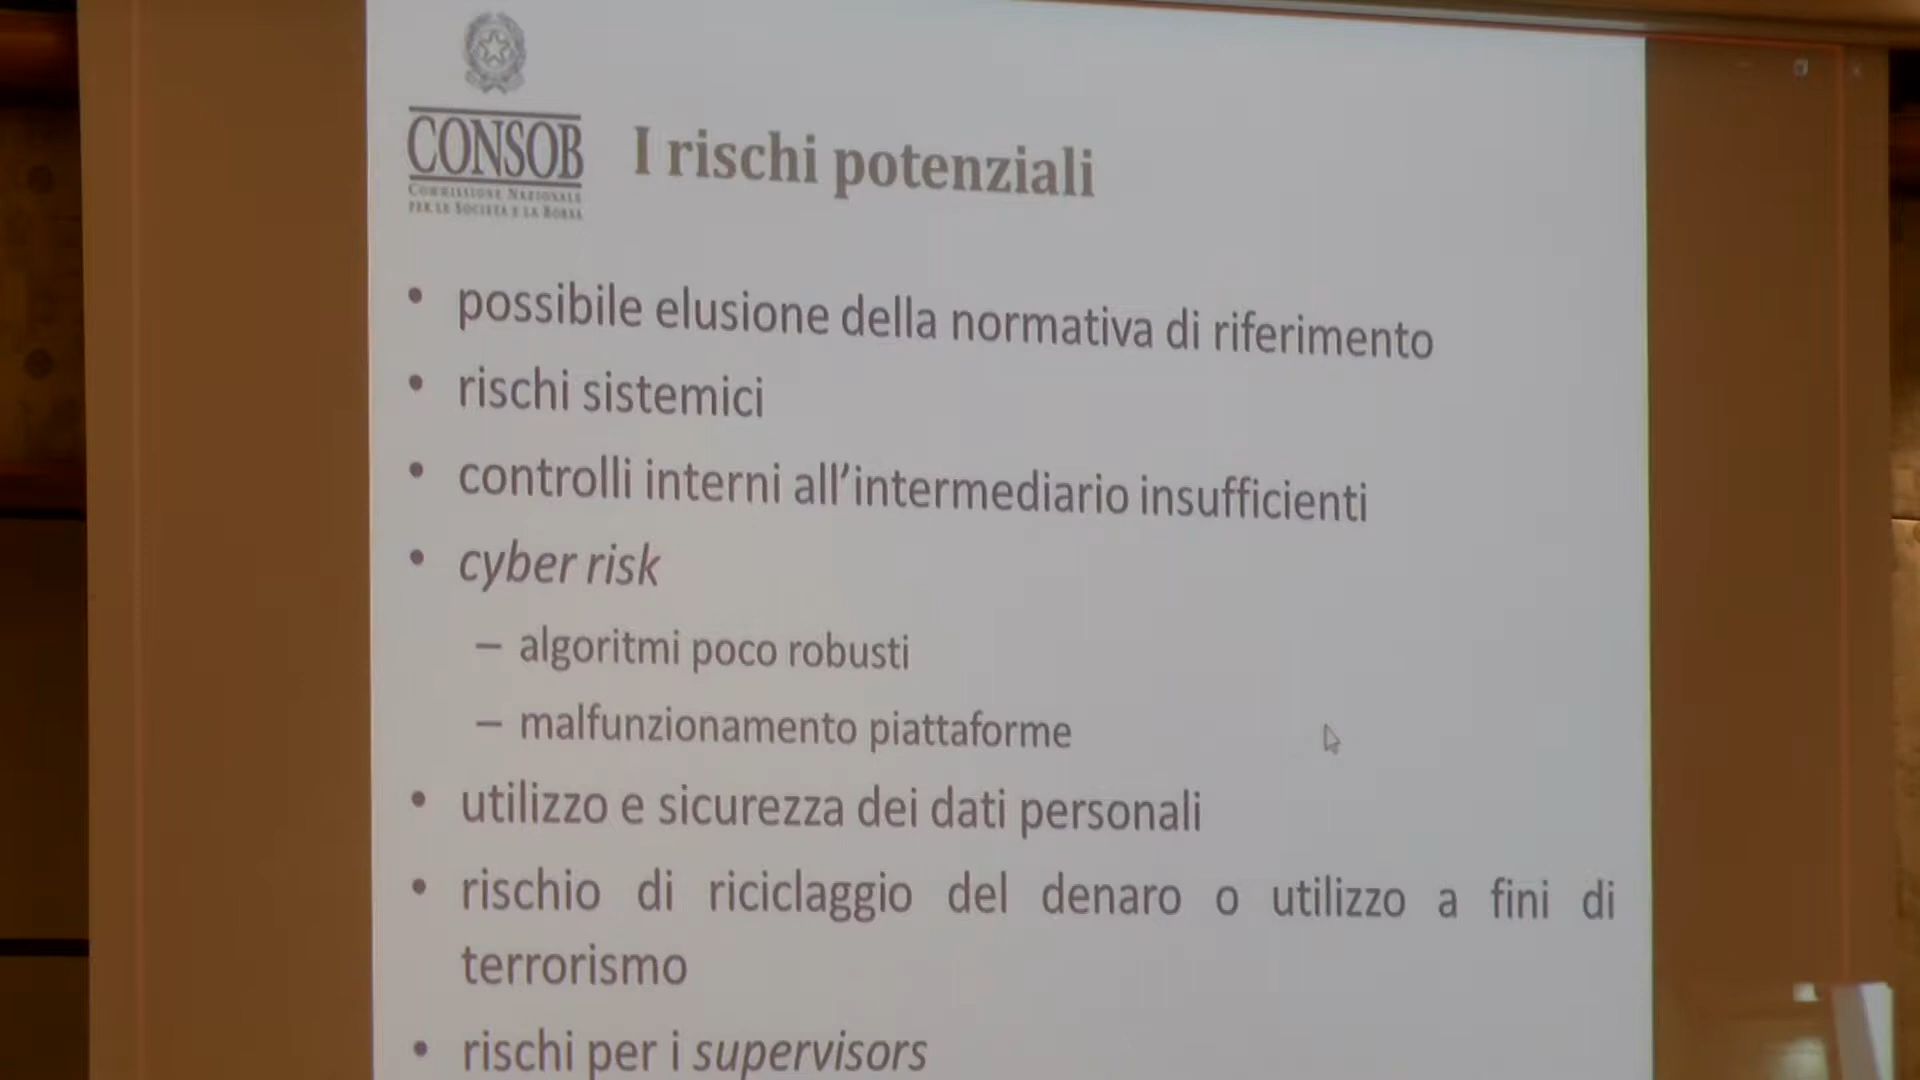 CONSOB
COMMISSIONE NAZIONALE
PER LE SOCIETÀ E LA BORSA
I rischi potenziali
• possibile elusione della normativa di riferimento
• rischi sistemici
• controlli interni all’intermediario insufficienti
• cyber risk
– algoritmi poco robusti
– malfunzionamento piattaforme
• utilizzo e sicurezza dei dati personali
• rischio di riciclaggio del denaro o utilizzo a fini di
terrorismo
• rischi per i supervisors